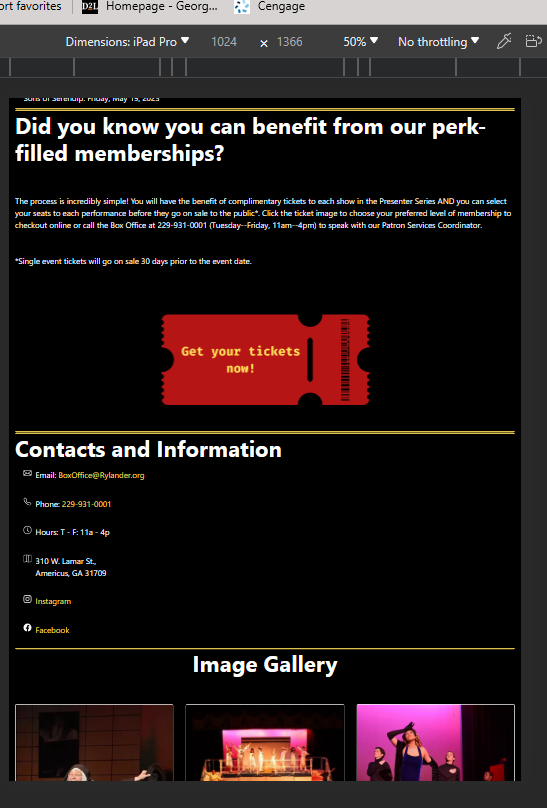 ort favorites
D2L Homepage - Georg...
Cengage
Dimensions: iPad Pro ▼ 1024 × 1366 50% ▼ No throttling ▼
Sons of Serendip. Friday, May 19, 2023
Did you know you can benefit from our perk-
filled memberships?
The process is incredibly simple! You will have the benefit of complimentary tickets to each show in the Presenter Series AND you can select
your seats to each performance before they go on sale to the public*. Click the ticket image to choose your preferred level of membership to
checkout online or call the Box Office at 229-931-0001 (Tuesday--Friday, 11am--4pm) to speak with our Patron Services Coordinator.
*Single event tickets will go on sale 30 days prior to the event date.
Get your tickets
now!
Contacts and Information
Email: BoxOffice@Rylander.org
Phone: 229-931-0001
Hours: T - F: 11a - 4p
310 W. Lamar St.,
Americus, GA 31709
Instagram
Facebook
Image Gallery